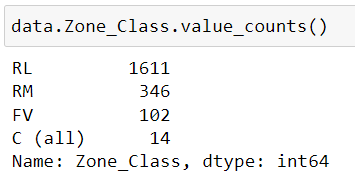 data.Zone_Class.value_counts()
RL 1611
RM 346
FV 102
C (all) 14
Name: Zone_Class, dtype: int64